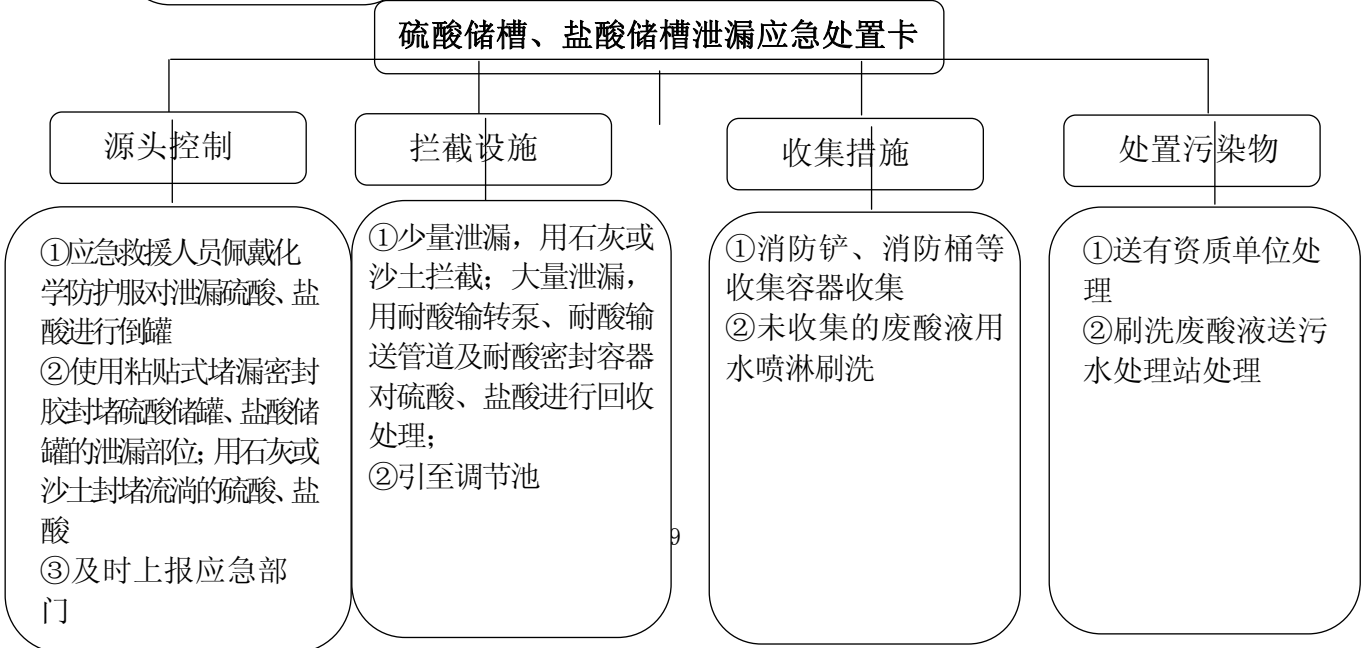 硫酸储槽、盐酸储槽泄漏应急处置卡
源头控制
拦截设施
收集措施
处置污染物
①应急救援人员佩戴化
学防护服对泄漏硫酸、盐
酸进行倒罐
②使用粘贴式堵漏密封
胶封堵硫酸储罐、盐酸储
罐的泄漏部位；用石灰或
沙土封堵流淌的硫酸、盐
酸
③及时上报应急部
门
①少量泄漏，用石灰或
沙土拦截；大量泄漏，
用耐酸输转泵、耐酸输
送管道及耐酸密封容器
对硫酸、盐酸进行回收
处理；
②引至调节池
①消防铲、消防桶等
收集容器收集
②未收集的废酸液用
水喷淋刷洗
①送有资质单位处
理
②刷洗废酸液送污
水处理站处理
9